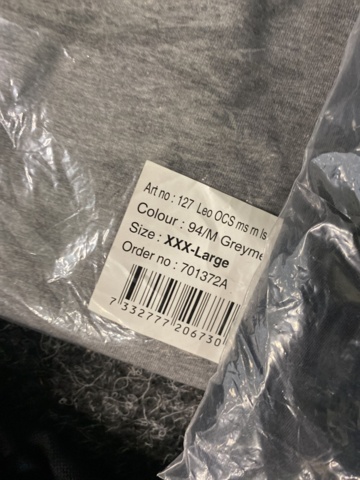 Art no : 127 Leo OCS ms rn ls
Colour : 94/M Greyme
Size : XXX-Large
Order no : 701372A
7 332777 206730